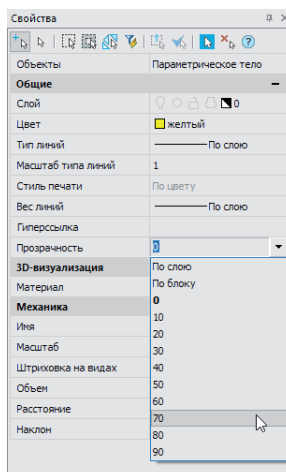 Свойства
Объекты Параметрическое тело
Общие
Слой 0
Цвет желтый
Тип линий По слою
Масштаб типа линий 1
Стиль печати По цвету
Вес линий По слою
Гиперссылка
Прозрачность 0
3D-визуализация По слою
Материал По блоку
Механика 0
Имя 10
20
Масштаб 30
Штриховка на видах 40
Объем 50
60
Расстояние 70
Наклон 80
90